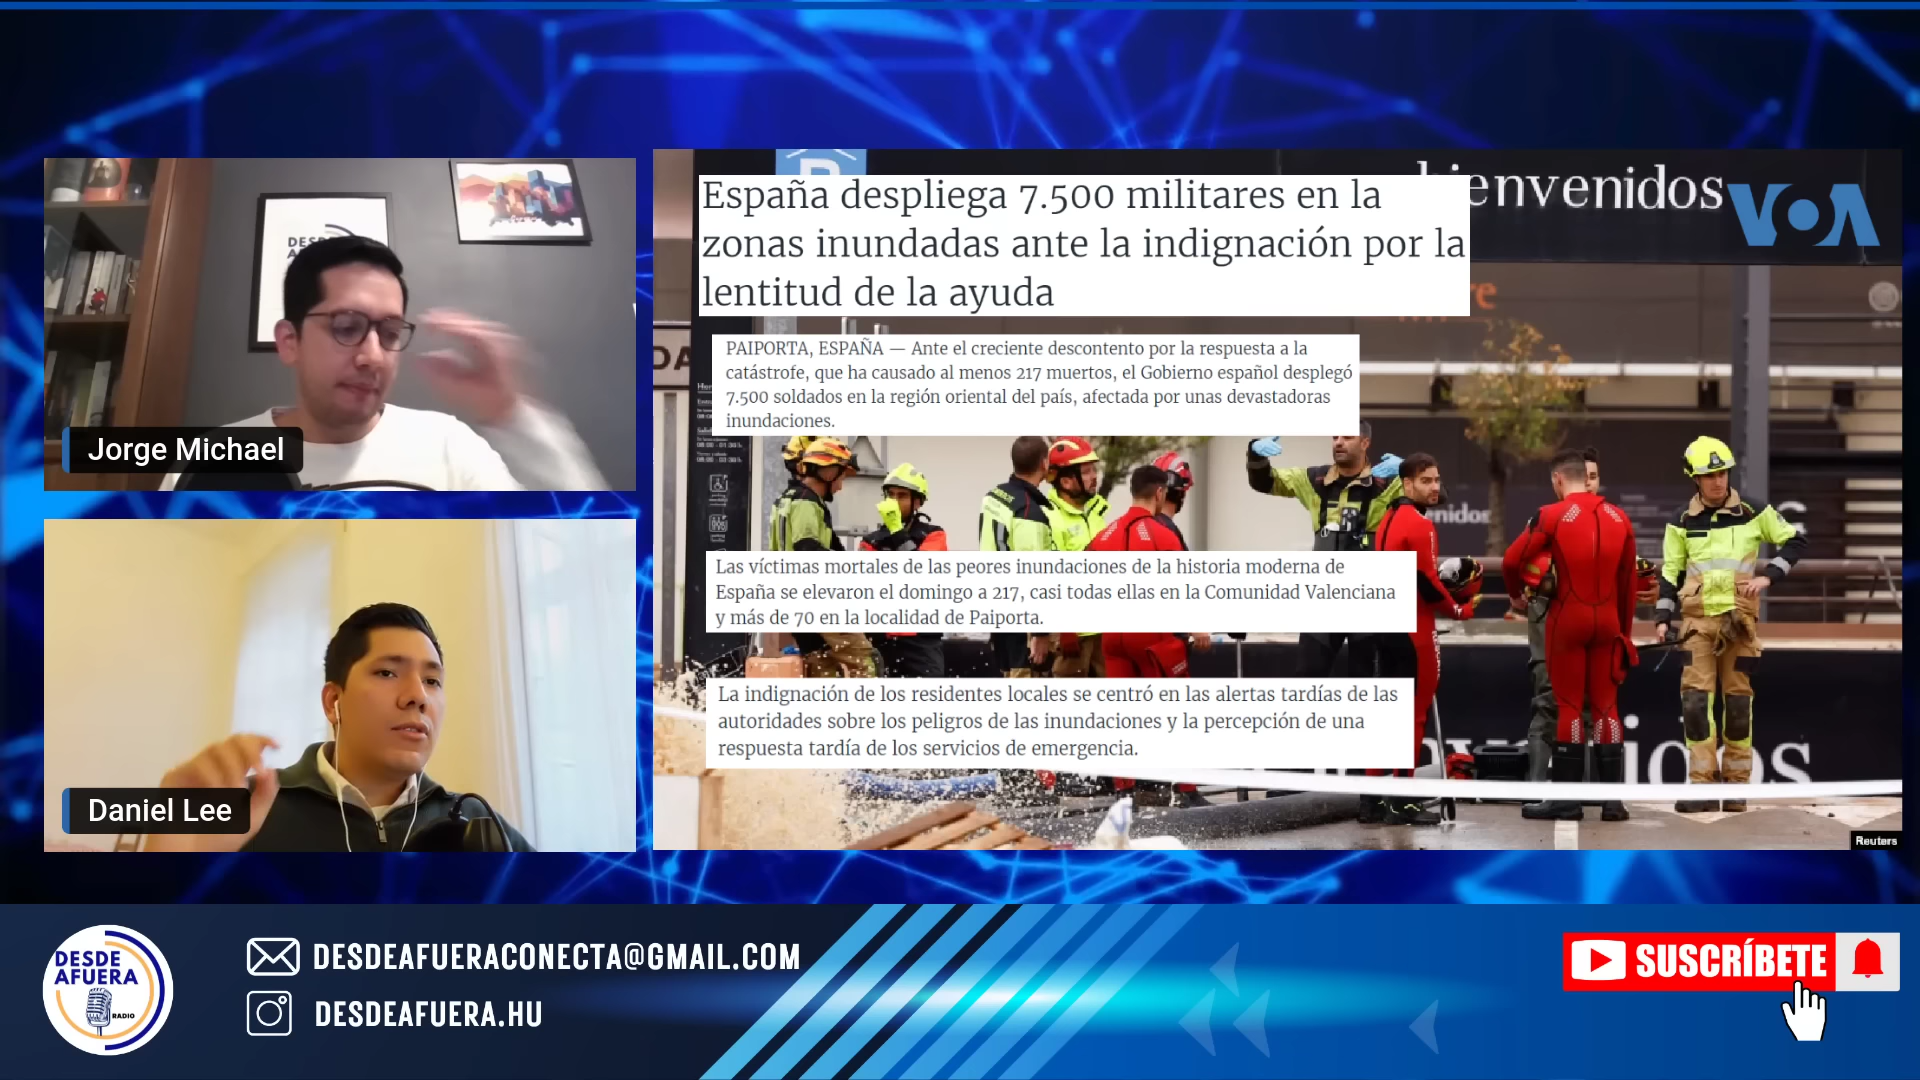 DESDE
A
Jorge Michael
Daniel Lee
bienvenidos
VOA
España despliega 7.500 militares en la
zonas inundadas ante la indignación por la
lentitud de la ayuda
PAIPORTA, ESPAÑA — Ante el creciente descontento por la respuesta a la
catástrofe, que ha causado al menos 217 muertos, el Gobierno español desplegó
7.500 soldados en la región oriental del país, afectada por unas devastadoras
inundaciones.
Las víctimas mortales de las peores inundaciones de la historia moderna de
España se elevaron el domingo a 217, casi todas ellas en la Comunidad Valenciana
y más de 70 en la localidad de Paiporta.
La indignación de los residentes locales se centró en las alertas tardías de las
autoridades sobre los peligros de las inundaciones y la percepción de una
respuesta tardía de los servicios de emergencia.
Reuters
DESDE
AFUERA
RADIO
DESDEAFUERACONECTA@GMAIL.COM
DESDEAFUERA.HU
SUSCRÍBETE